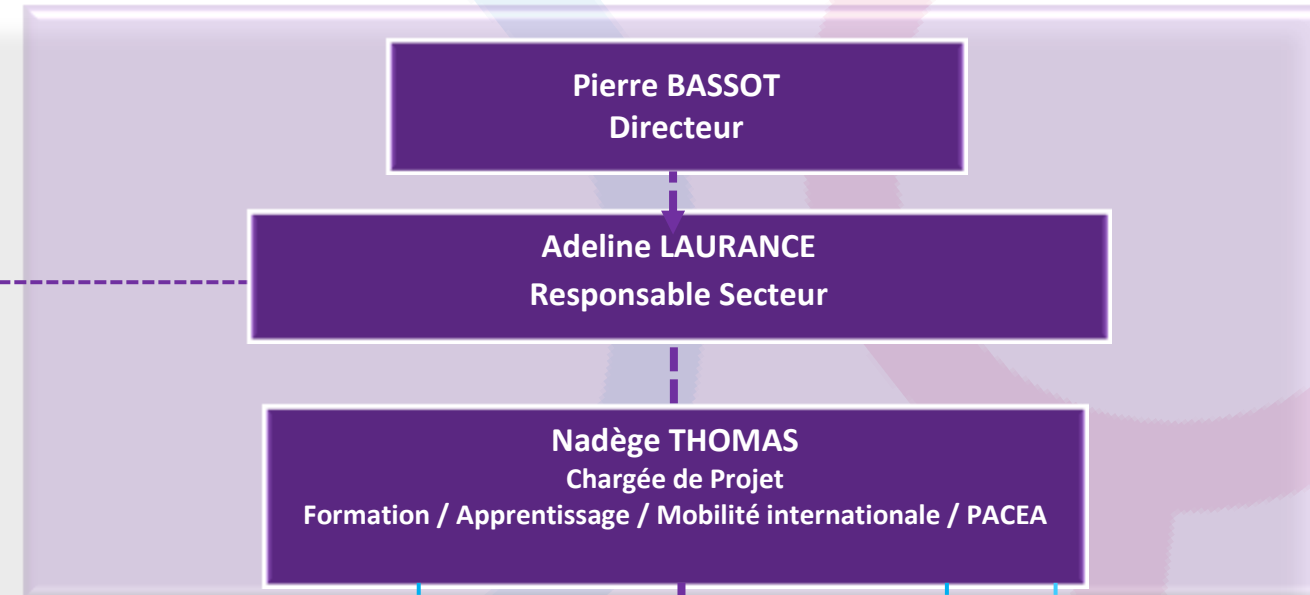 Pierre BASSOT
Directeur
Adeline LAURANCE
Responsable Secteur
Nadège THOMAS
Chargée de Projet
Formation / Apprentissage / Mobilité internationale / PACEA